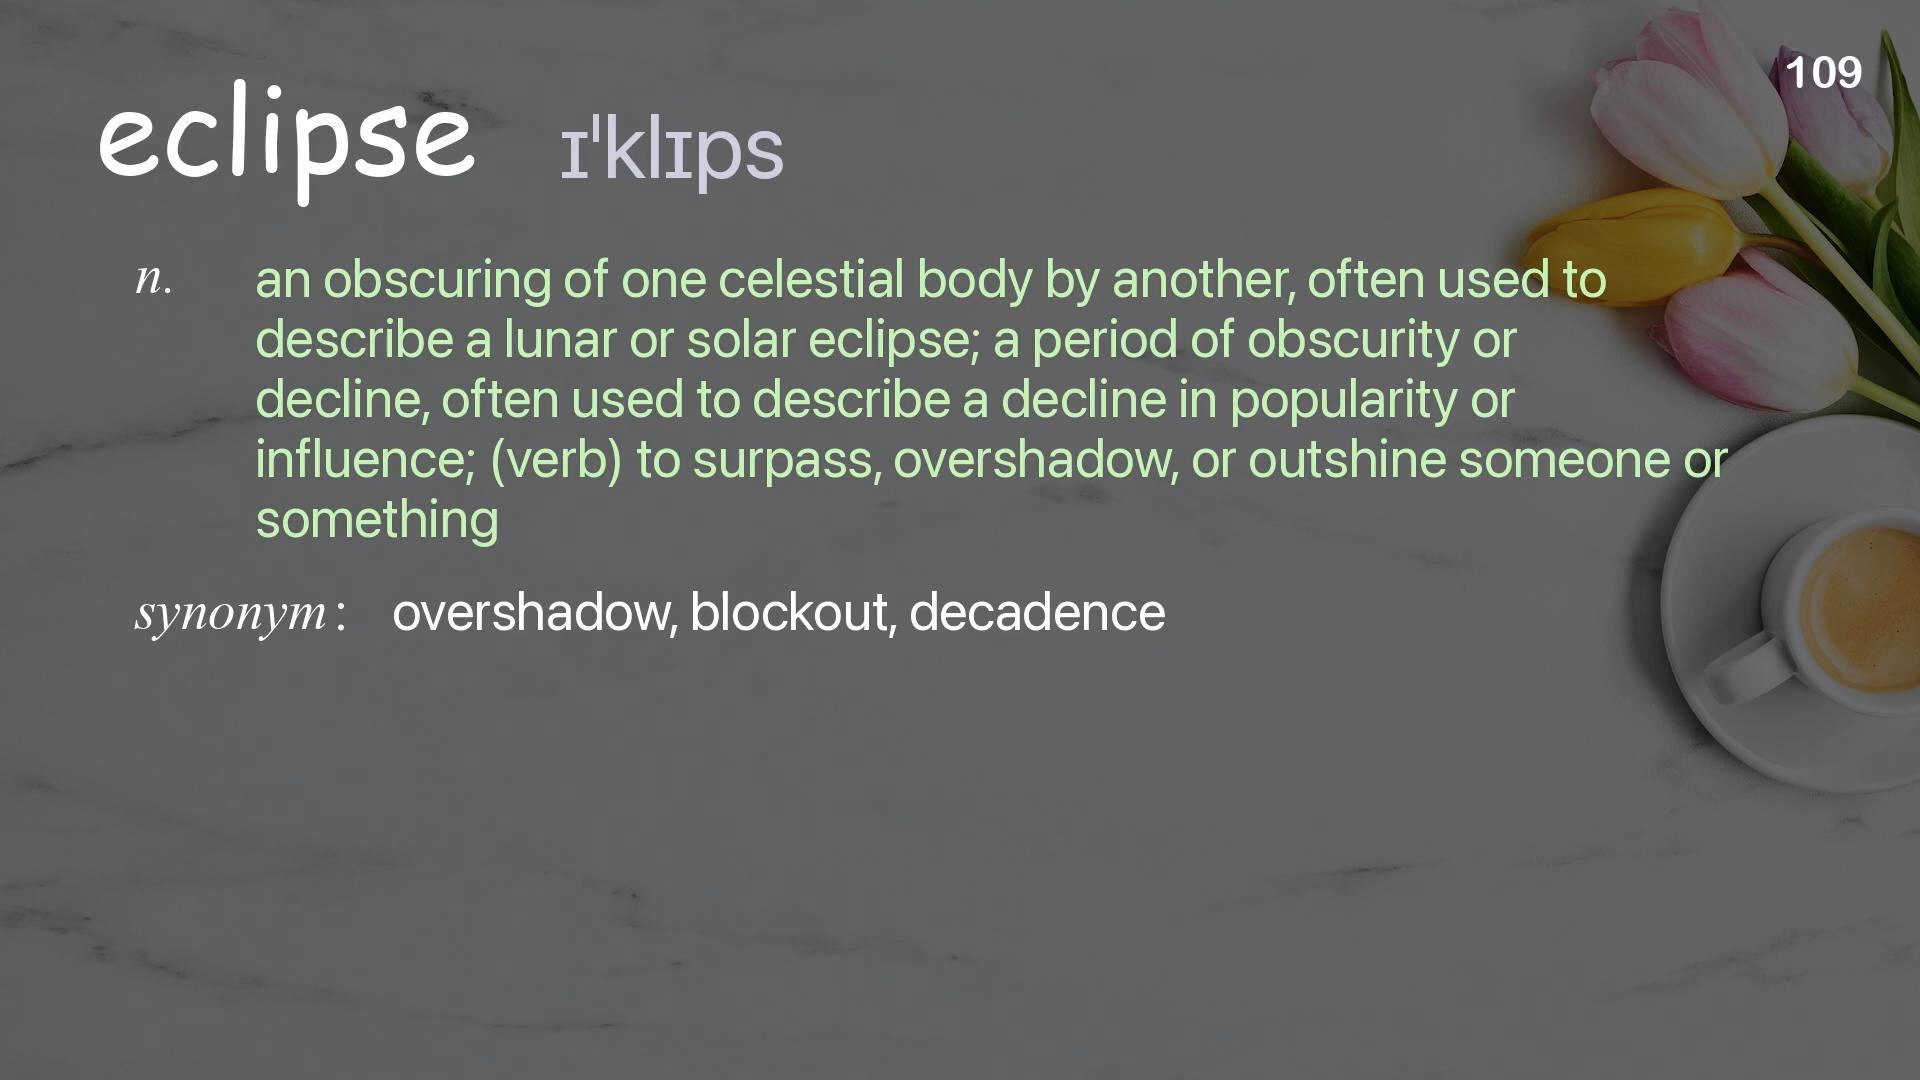 109
eclipse ɪˈklɪps
n. an obscuring of one celestial body by another, often used to
describe a lunar or solar eclipse; a period of obscurity or
decline, often used to describe a decline in popularity or
influence; (verb) to surpass, overshadow, or outshine someone or
something
synonym: overshadow, blockout, decadence